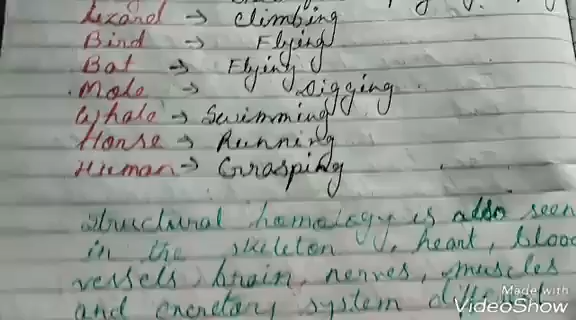 Lizard → Climbing
Bird → Flying
Bat → Flying
Mole → Digging
Whale → Swimming
Horse → Running
Human → Grasping
Structural homology is also seen
in the skeleton, heart, blood
vessels, brain, nerves, muscles
and excretary system
Made with
VideoShow